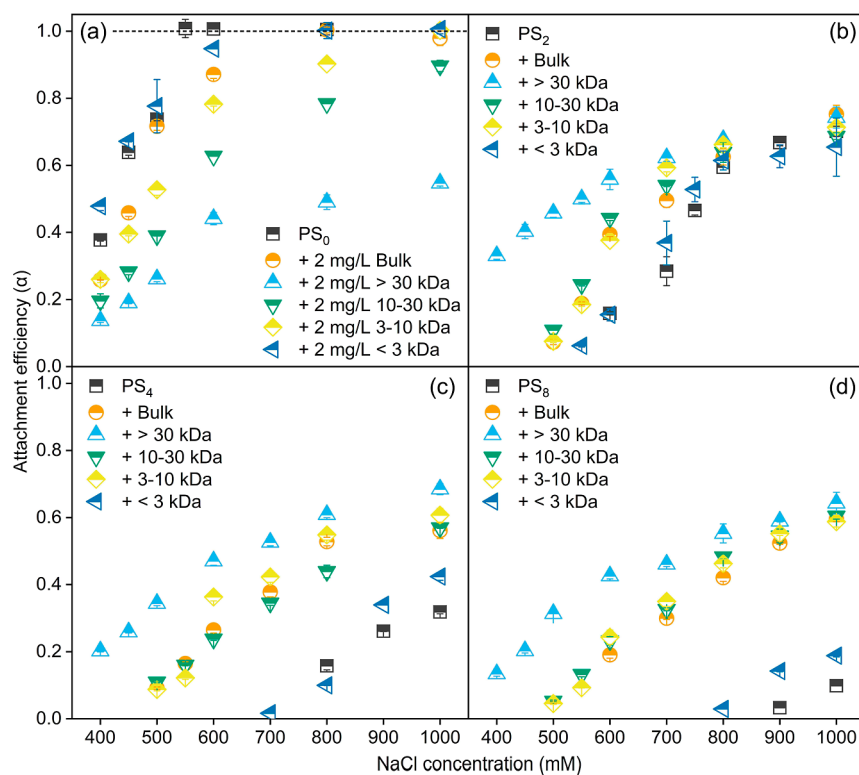 Attachment efficiency (α)
(a)
1.0
0.8
0.6
0.4
0.2
0.0
PS0
+ 2 mg/L Bulk
+ 2 mg/L > 30 kDa
+ 2 mg/L 10-30 kDa
+ 2 mg/L 3-10 kDa
+ 2 mg/L < 3 kDa
(b)
PS2
+ Bulk
+ > 30 kDa
+ 10-30 kDa
+ 3-10 kDa
+ < 3 kDa
(c)
1.0
0.8
0.6
0.4
0.2
0.0
PS4
+ Bulk
+ > 30 kDa
+ 10-30 kDa
+ 3-10 kDa
+ < 3 kDa
400 500 600 700 800 900 1000
(d)
PS8
+ Bulk
+ > 30 kDa
+ 10-30 kDa
+ 3-10 kDa
+ < 3 kDa
400 500 600 700 800 900 1000
NaCl concentration (mM)